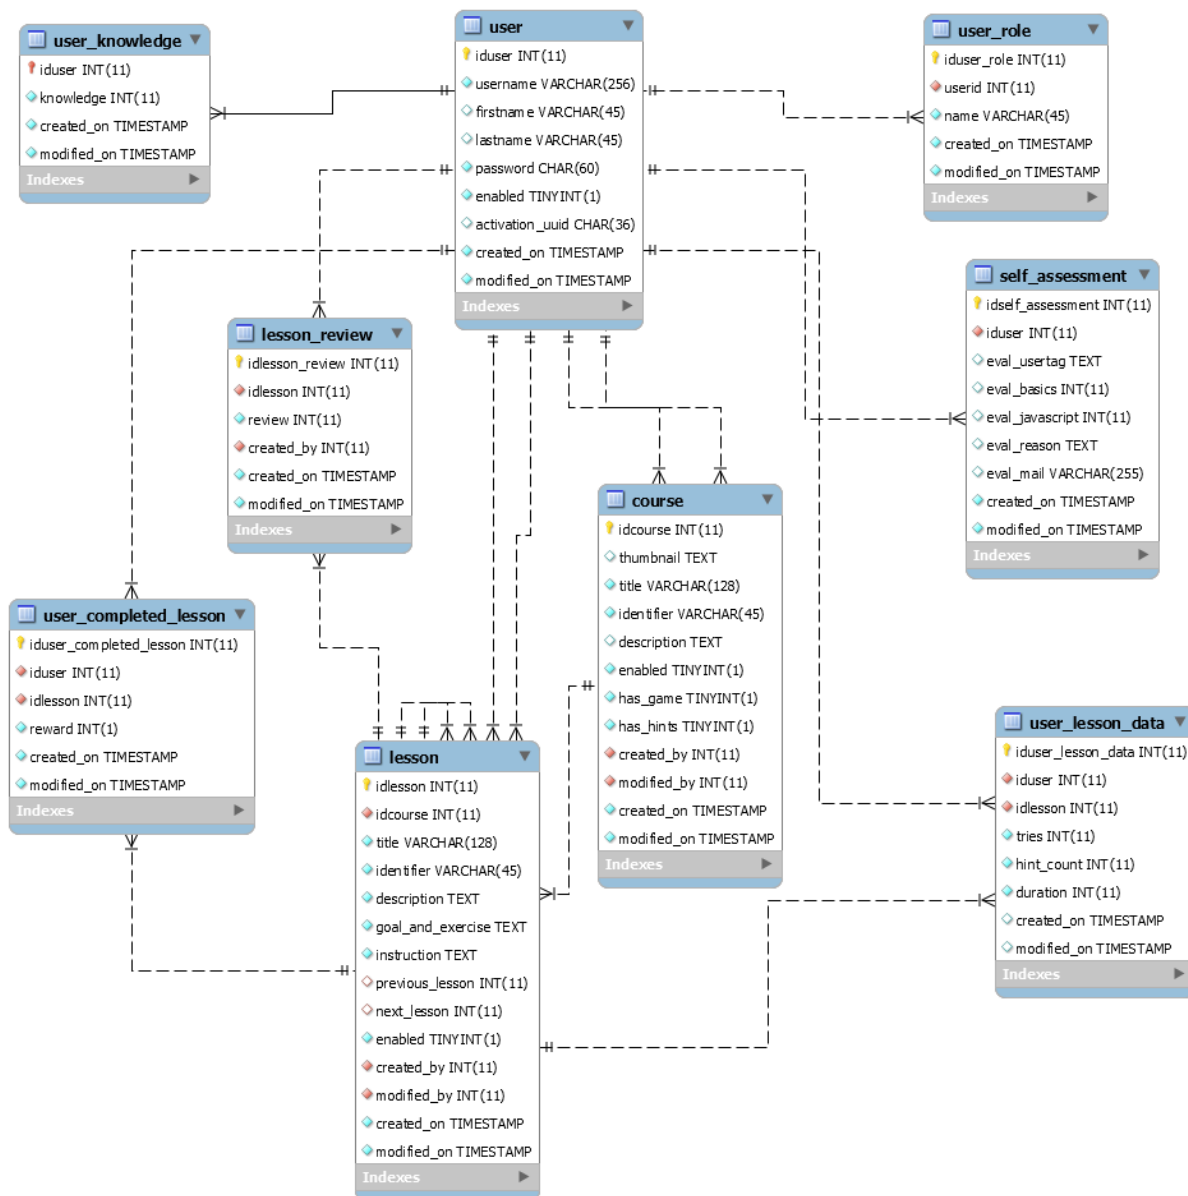 user_knowledge
iduser INT(11)
knowledge INT(11)
created_on TIMESTAMP
modified_on TIMESTAMP
Indexes
user
iduser INT(11)
username VARCHAR(256)
firstname VARCHAR(45)
lastname VARCHAR(45)
password CHAR(60)
enabled TINYINT(1)
activation_uuid CHAR(36)
created_on TIMESTAMP
modified_on TIMESTAMP
Indexes
user_role
iduser_role INT(11)
userid INT(11)
name VARCHAR(45)
created_on TIMESTAMP
modified_on TIMESTAMP
Indexes
self_assessment
idself_assessment INT(11)
iduser INT(11)
eval_usertag TEXT
eval_basics INT(11)
eval_javascript INT(11)
eval_reason TEXT
eval_mail VARCHAR(255)
created_on TIMESTAMP
modified_on TIMESTAMP
Indexes
lesson_review
idlesson_review INT(11)
idlesson INT(11)
review INT(11)
created_by INT(11)
created_on TIMESTAMP
modified_on TIMESTAMP
Indexes
course
idcourse INT(11)
thumbnail TEXT
title VARCHAR(128)
identifier VARCHAR(45)
description TEXT
enabled TINYINT(1)
has_game TINYINT(1)
has_hints TINYINT(1)
created_by INT(11)
modified_by INT(11)
created_on TIMESTAMP
modified_on TIMESTAMP
Indexes
user_completed_lesson
iduser_completed_lesson INT(11)
iduser INT(11)
idlesson INT(11)
reward INT(1)
created_on TIMESTAMP
modified_on TIMESTAMP
Indexes
user_lesson_data
iduser_lesson_data INT(11)
iduser INT(11)
idlesson INT(11)
tries INT(11)
hint_count INT(11)
duration INT(11)
created_on TIMESTAMP
modified_on TIMESTAMP
Indexes
lesson
idlesson INT(11)
idcourse INT(11)
title VARCHAR(128)
identifier VARCHAR(45)
description TEXT
goal_and_exercise TEXT
instruction TEXT
previous_lesson INT(11)
next_lesson INT(11)
enabled TINYINT(1)
created_by INT(11)
modified_by INT(11)
created_on TIMESTAMP
modified_on TIMESTAMP
Indexes